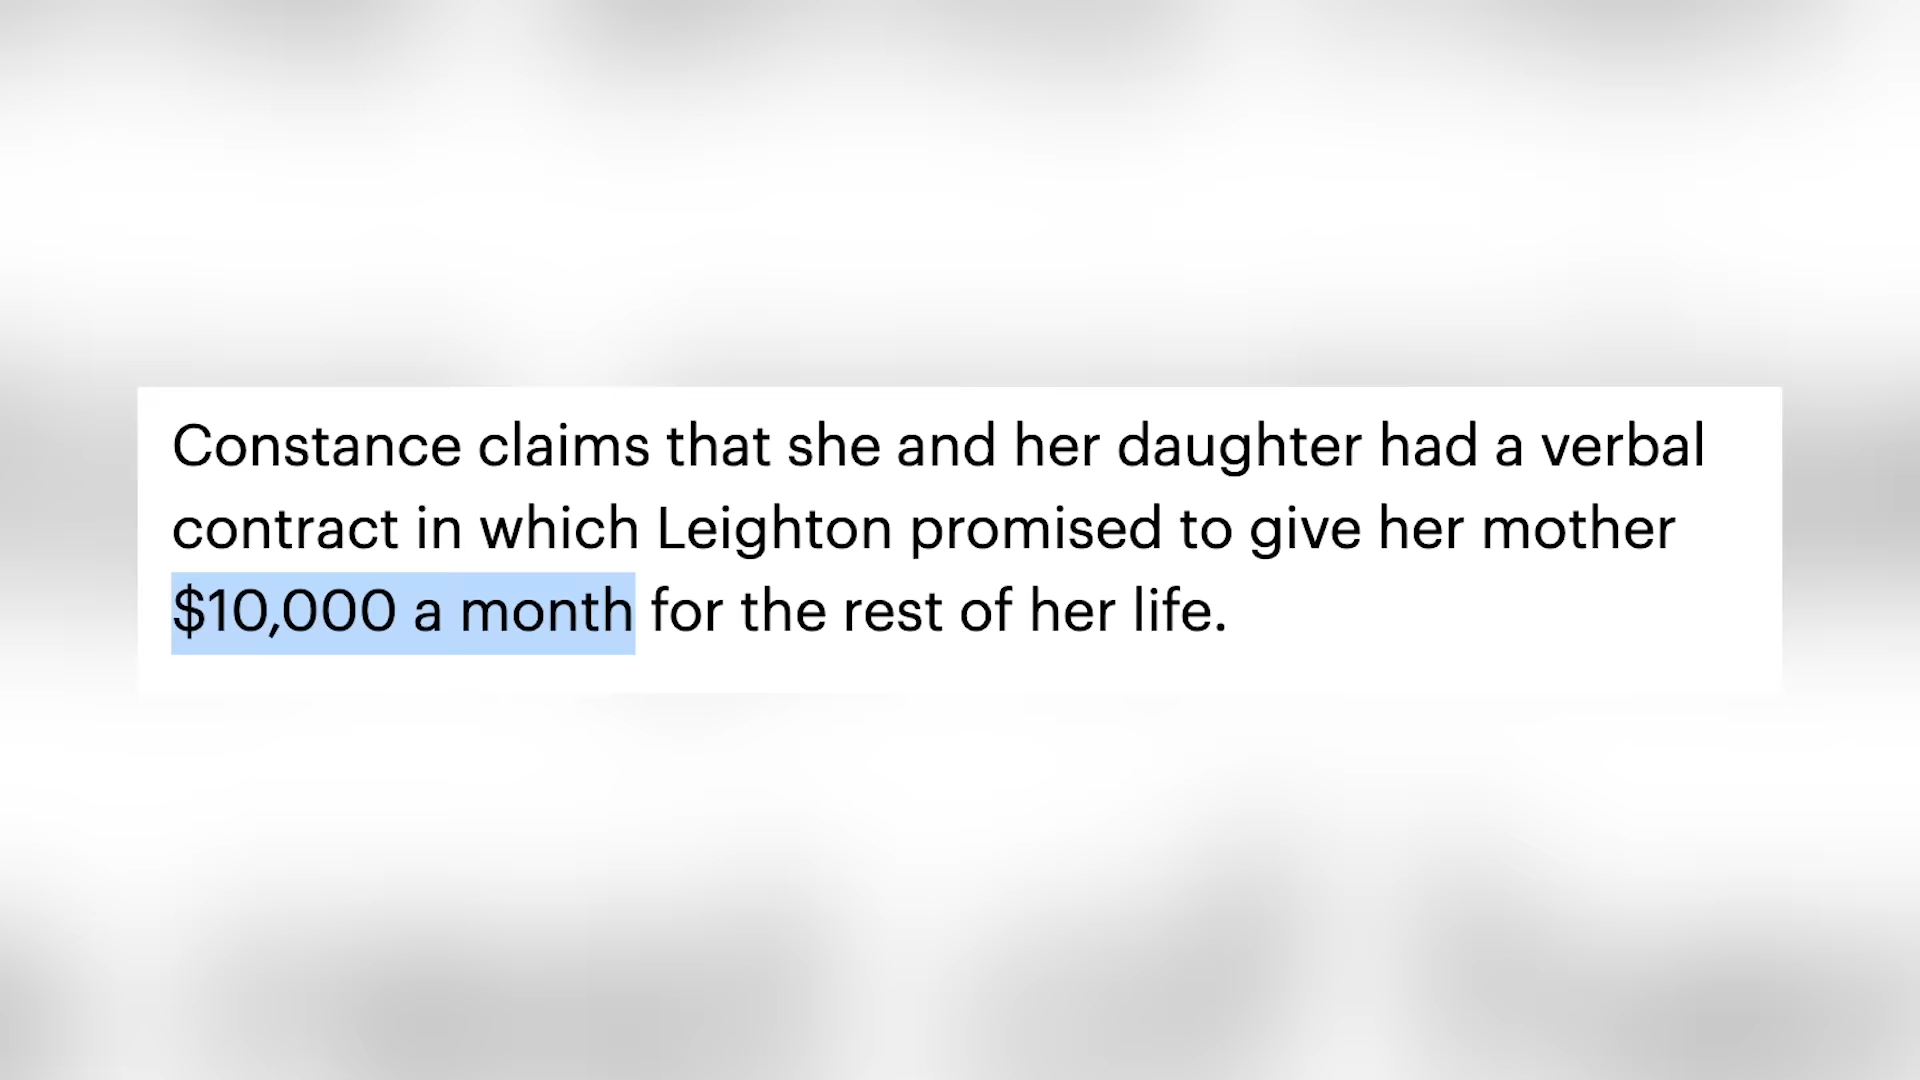 Constance claims that she and her daughter had a verbal
contract in which Leighton promised to give her mother
$10,000 a month for the rest of her life.